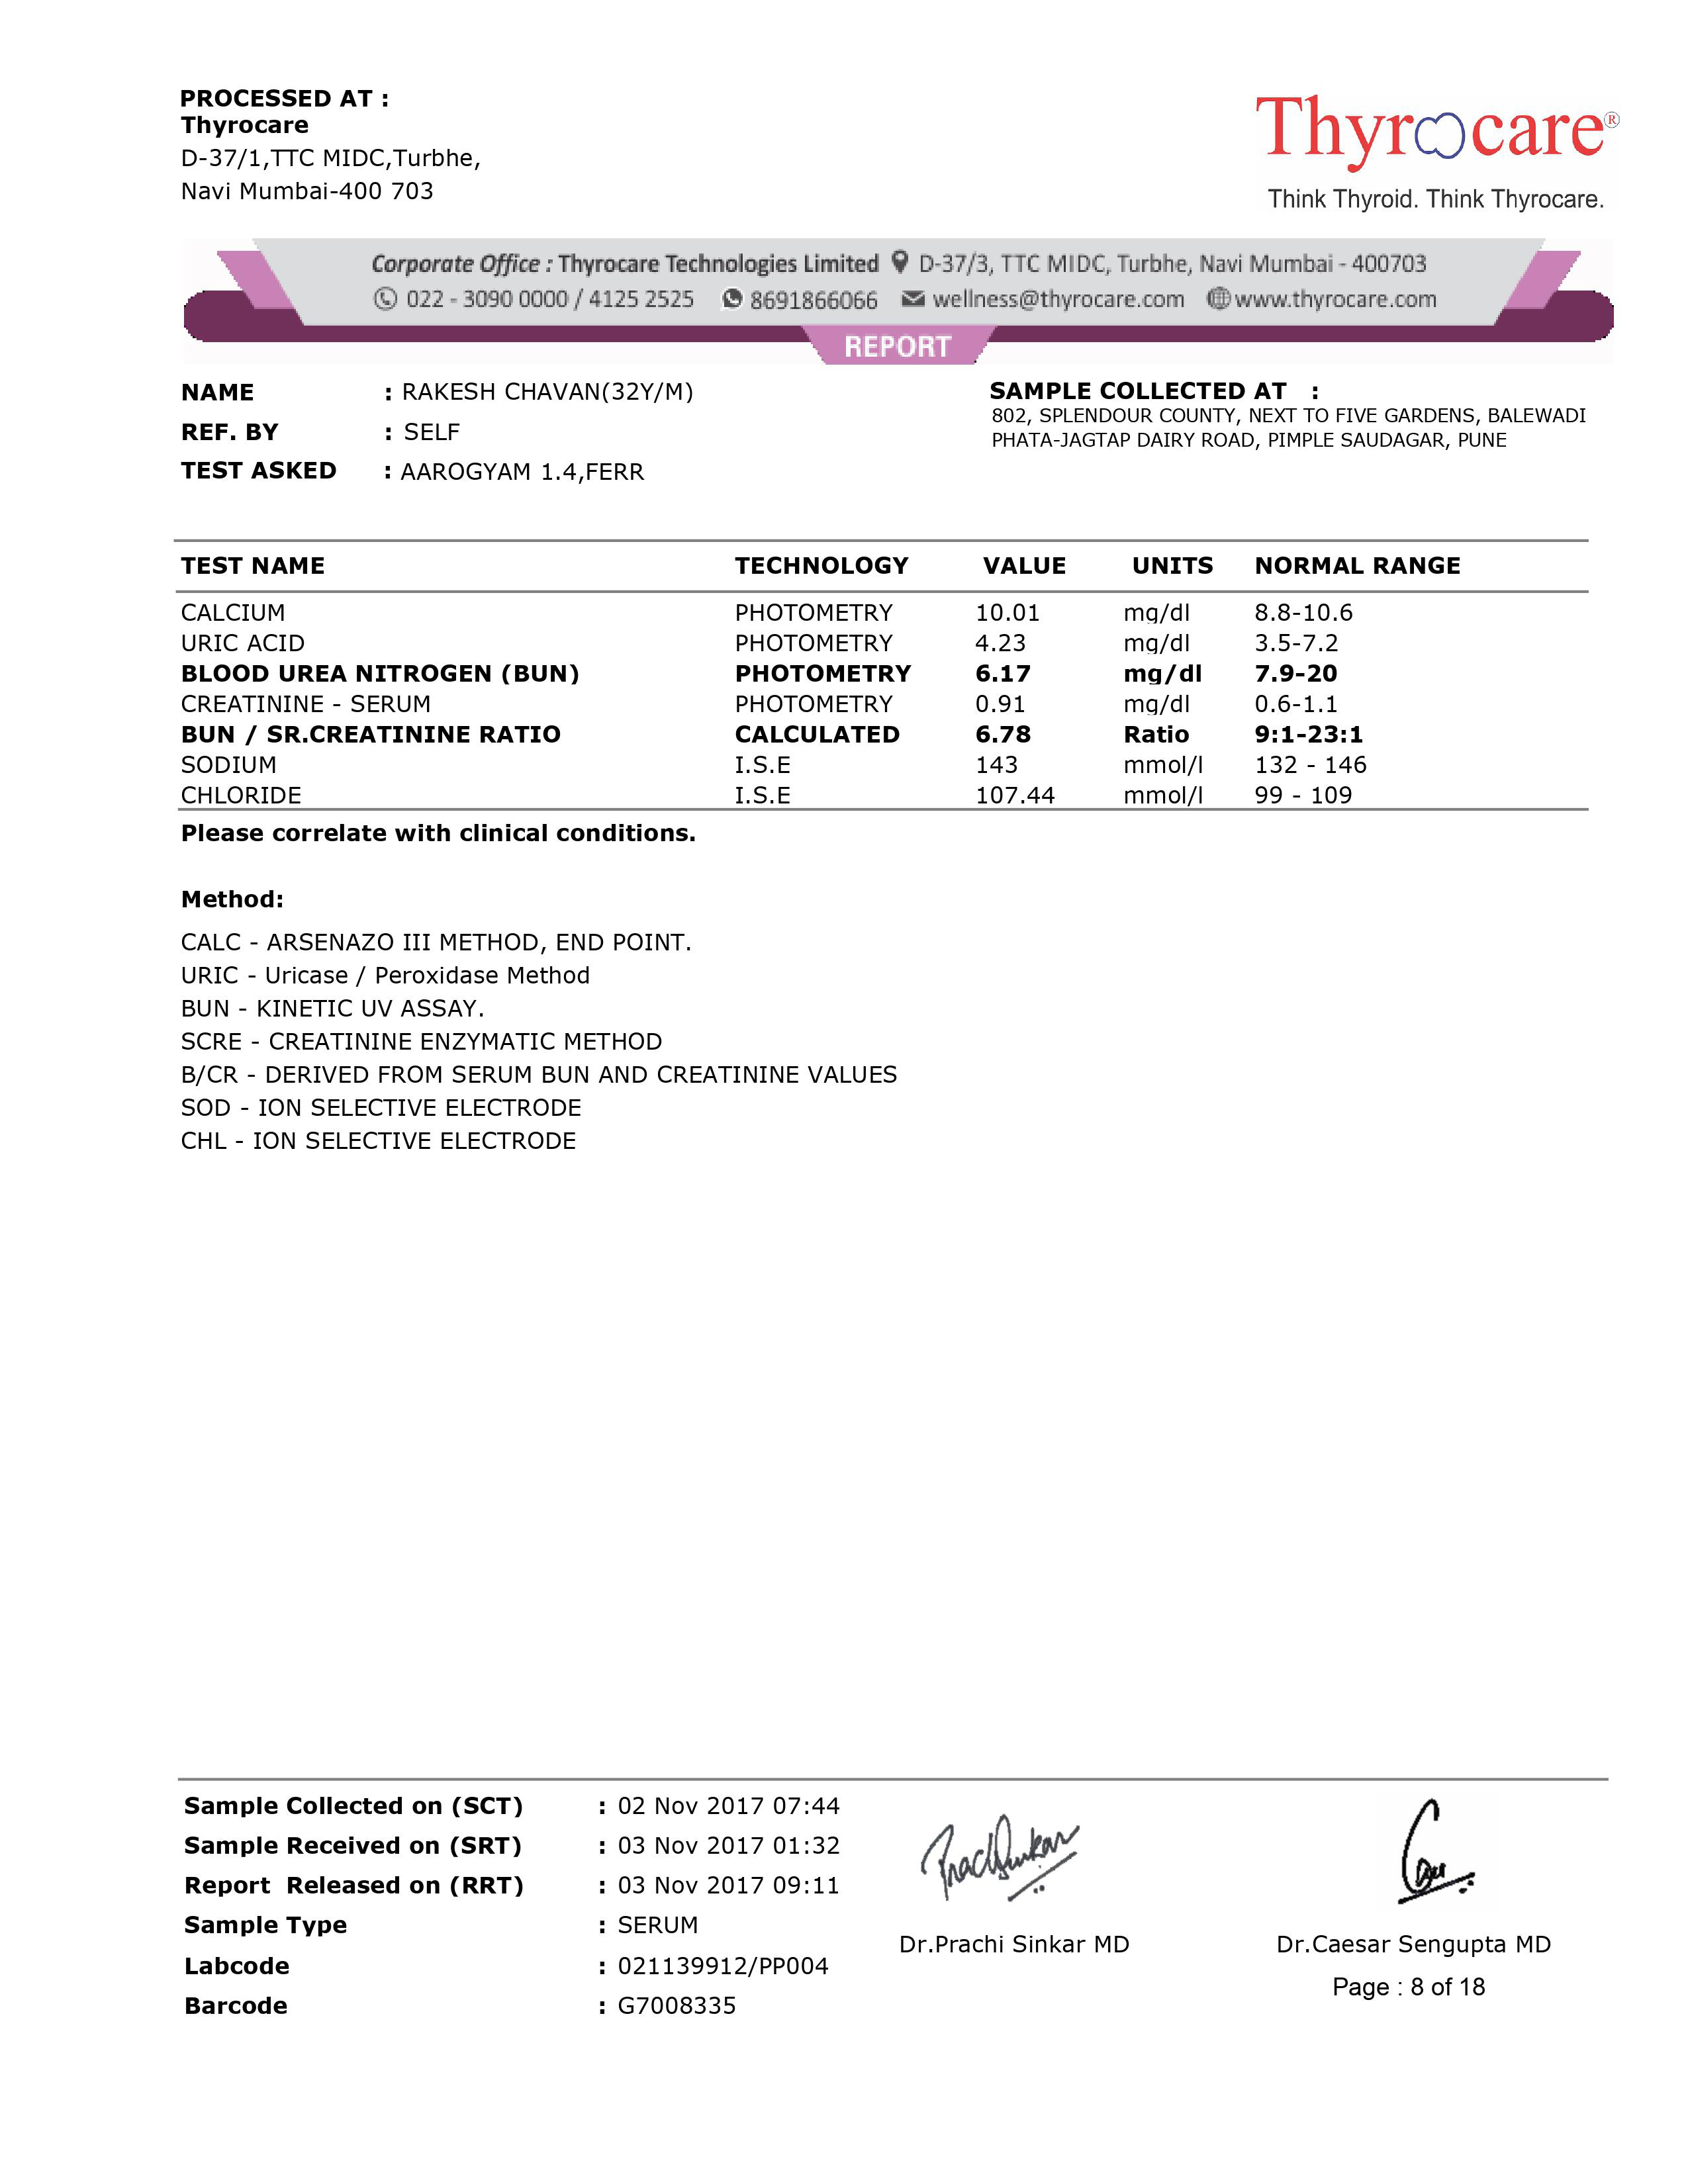 PROCESSED AT :
Thyrocare
D-37/1,TTC MIDC,Turbhe,
Navi Mumbai-400 703
Thyrocare®
Think Thyroid. Think Thyrocare.
Corporate Office : Thyrocare Technologies Limited D-37/3, TTC MIDC, Turbhe, Navi Mumbai - 400703
022 - 3090 0000 / 4125 2525 8691866066 wellness@thyrocare.com www.thyrocare.com
REPORT
NAME : RAKESH CHAVAN(32Y/M)
REF. BY : SELF
TEST ASKED : AAROGYAM 1.4,FERR
SAMPLE COLLECTED AT :
802, SPLENDOUR COUNTY, NEXT TO FIVE GARDENS, BALEWADI
PHATA-JAGTAP DAIRY ROAD, PIMPLE SAUDAGAR, PUNE
TEST NAME TECHNOLOGY VALUE UNITS NORMAL RANGE
CALCIUM PHOTOMETRY 10.01 mg/dl 8.8-10.6
URIC ACID PHOTOMETRY 4.23 mg/dl 3.5-7.2
BLOOD UREA NITROGEN (BUN) PHOTOMETRY 6.17 mg/dl 7.9-20
CREATININE - SERUM PHOTOMETRY 0.91 mg/dl 0.6-1.1
BUN / SR.CREATININE RATIO CALCULATED 6.78 Ratio 9:1-23:1
SODIUM I.S.E 143 mmol/l 132 - 146
CHLORIDE I.S.E 107.44 mmol/l 99 - 109
Please correlate with clinical conditions.
Method:
CALC - ARSENAZO III METHOD, END POINT.
URIC - Uricase / Peroxidase Method
BUN - KINETIC UV ASSAY.
SCRE - CREATININE ENZYMATIC METHOD
B/CR - DERIVED FROM SERUM BUN AND CREATININE VALUES
SOD - ION SELECTIVE ELECTRODE
CHL - ION SELECTIVE ELECTRODE
Sample Collected on (SCT) : 02 Nov 2017 07:44
Sample Received on (SRT) : 03 Nov 2017 01:32
Report Released on (RRT) : 03 Nov 2017 09:11
Sample Type : SERUM
Labcode : 021139912/PP004
Barcode : G7008335
Dr.Prachi Sinkar MD
Dr.Caesar Sengupta MD
Page : 8 of 18